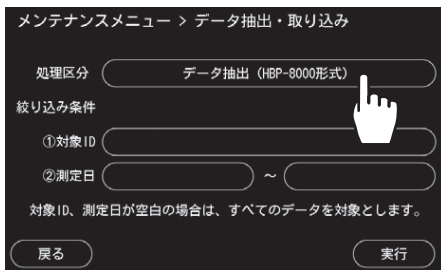 メンテナンスメニュー > データ抽出・取り込み
処理区分 データ抽出（HBP-8000形式）
絞り込み条件
①対象ID
②測定日 ～
対象ID、測定日が空白の場合は、すべてのデータを対象とします。
戻る 実行